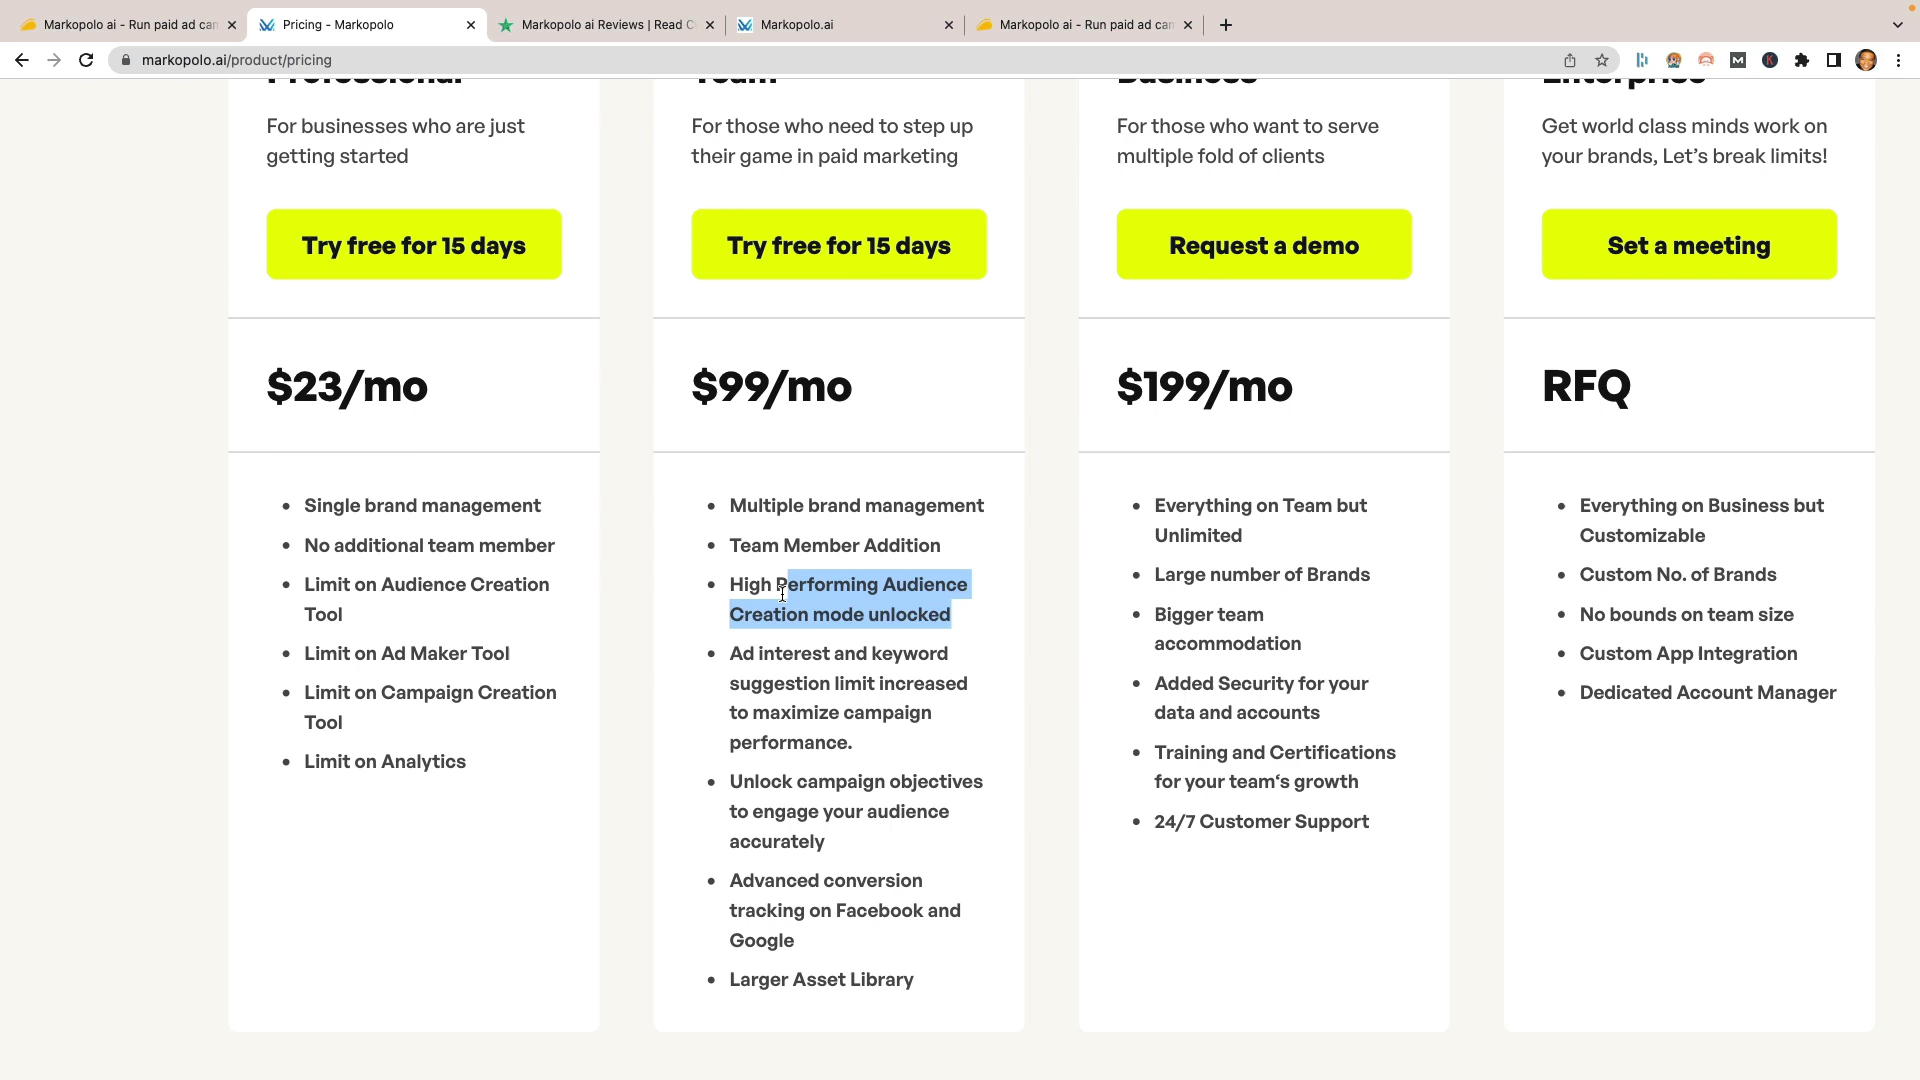 Markopolo ai - Run paid ad can
Pricing - Markopolo
Markopolo ai Reviews | Read C
Markopolo.ai
Markopolo ai - Run paid ad can
markopolo.ai/product/pricing
Professional
Team
Business
Enterprise
For businesses who are just
getting started
For those who need to step up
their game in paid marketing
For those who want to serve
multiple fold of clients
Get world class minds work on
your brands, Let’s break limits!
Try free for 15 days
Try free for 15 days
Request a demo
Set a meeting
$23/mo
$99/mo
$199/mo
RFQ
• Single brand management
• No additional team member
• Limit on Audience Creation
Tool
• Limit on Ad Maker Tool
• Limit on Campaign Creation
Tool
• Limit on Analytics
• Multiple brand management
• Team Member Addition
• High Performing Audience
Creation mode unlocked
• Ad interest and keyword
suggestion limit increased
to maximize campaign
performance.
• Unlock campaign objectives
to engage your audience
accurately
• Advanced conversion
tracking on Facebook and
Google
• Larger Asset Library
• Everything on Team but
Unlimited
• Large number of Brands
• Bigger team
accommodation
• Added Security for your
data and accounts
• Training and Certifications
for your team‘s growth
• 24/7 Customer Support
• Everything on Business but
Customizable
• Custom No. of Brands
• No bounds on team size
• Custom App Integration
• Dedicated Account Manager